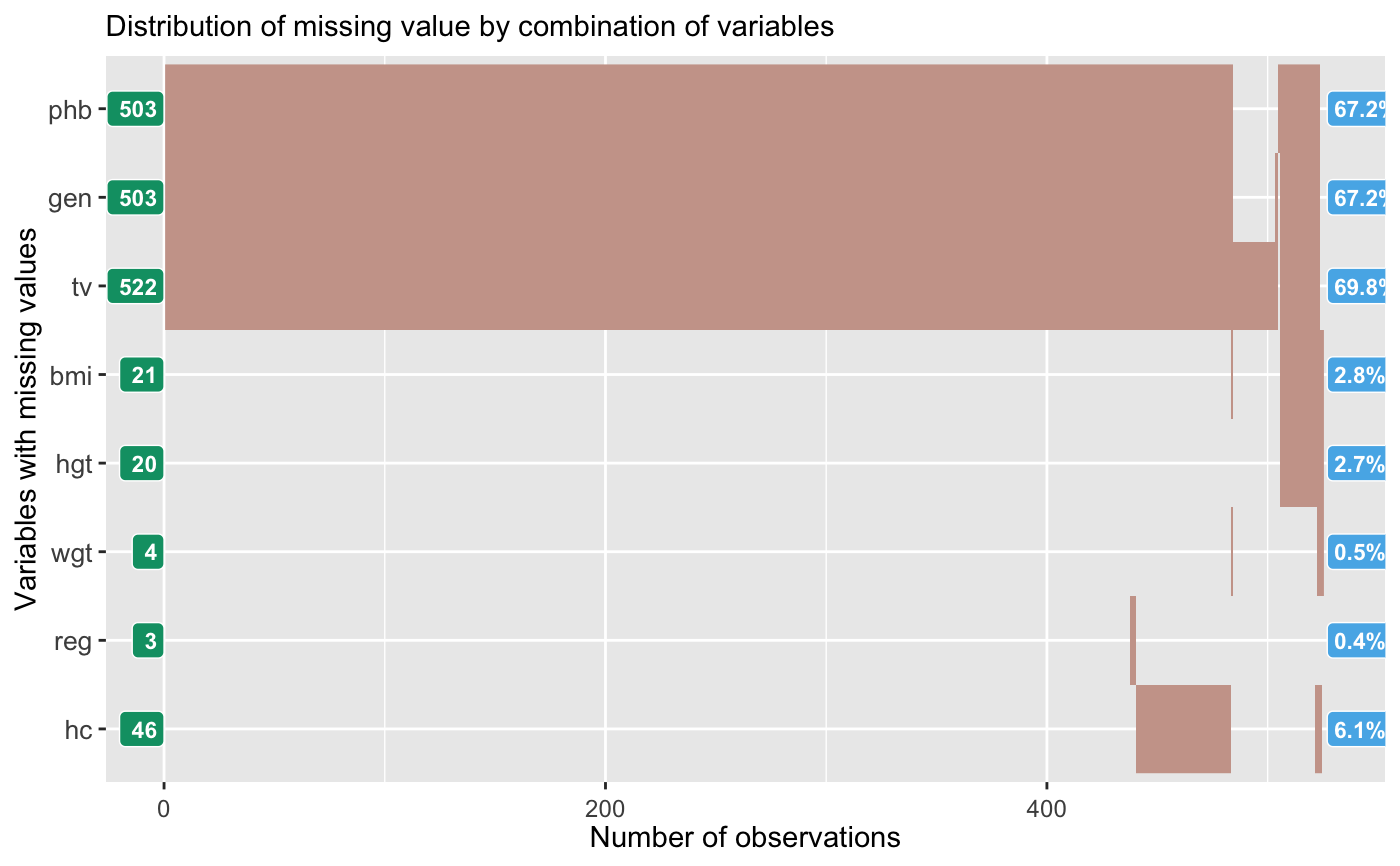 Distribution of missing value by combination of variables
Variables with missing values
phb 503 67.2%
gen 503 67.2%
tv 522 69.8%
bmi 21 2.8%
hgt 20 2.7%
wgt 4 0.5%
reg 3 0.4%
hc 46 6.1%
0 200 400
Number of observations